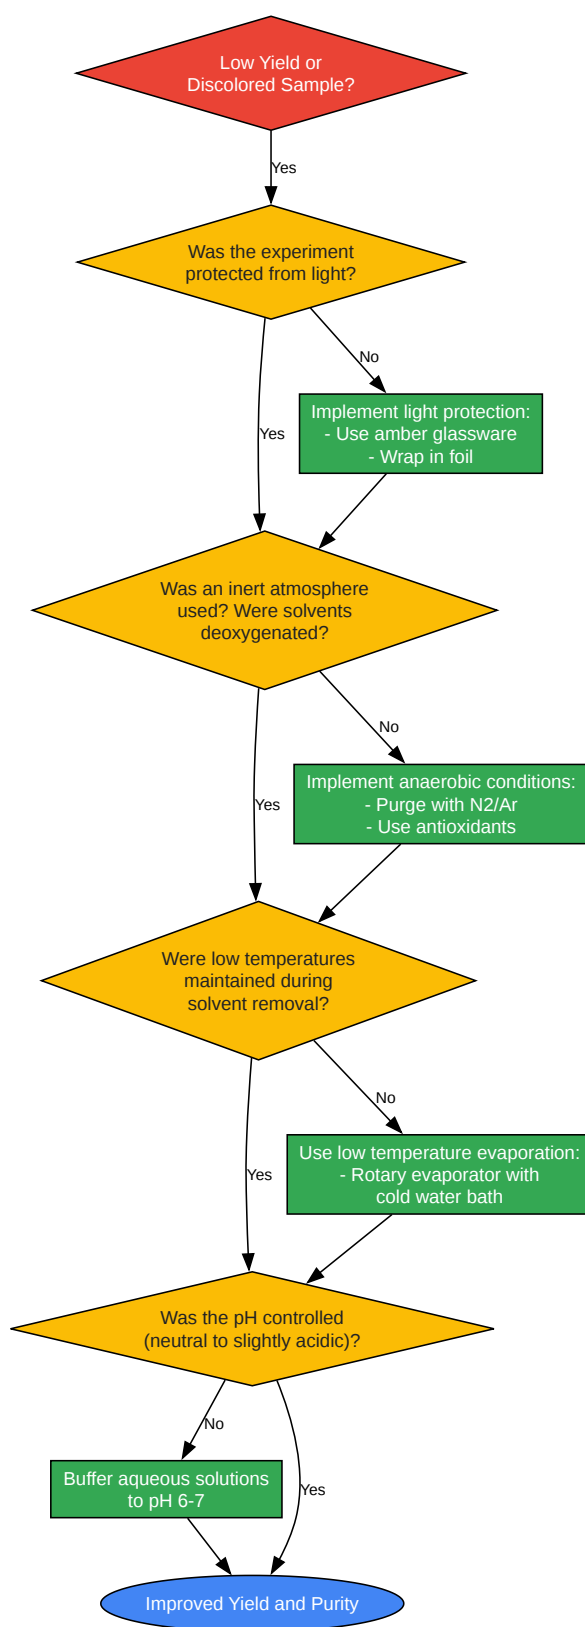 Low Yield or
Discolored Sample?
Yes
Was the experiment
protected from light?
No
Implement light protection:
- Use amber glassware
- Wrap in foil
Yes
Was an inert atmosphere
used? Were solvents
deoxygenated?
No
Implement anaerobic conditions:
- Purge with N2/Ar
- Use antioxidants
Yes
Were low temperatures
maintained during
solvent removal?
No
Use low temperature evaporation:
- Rotary evaporator with
cold water bath
Yes
Was the pH controlled
(neutral to slightly acidic)?
No
Buffer aqueous solutions
to pH 6-7
Yes
Improved Yield and Purity